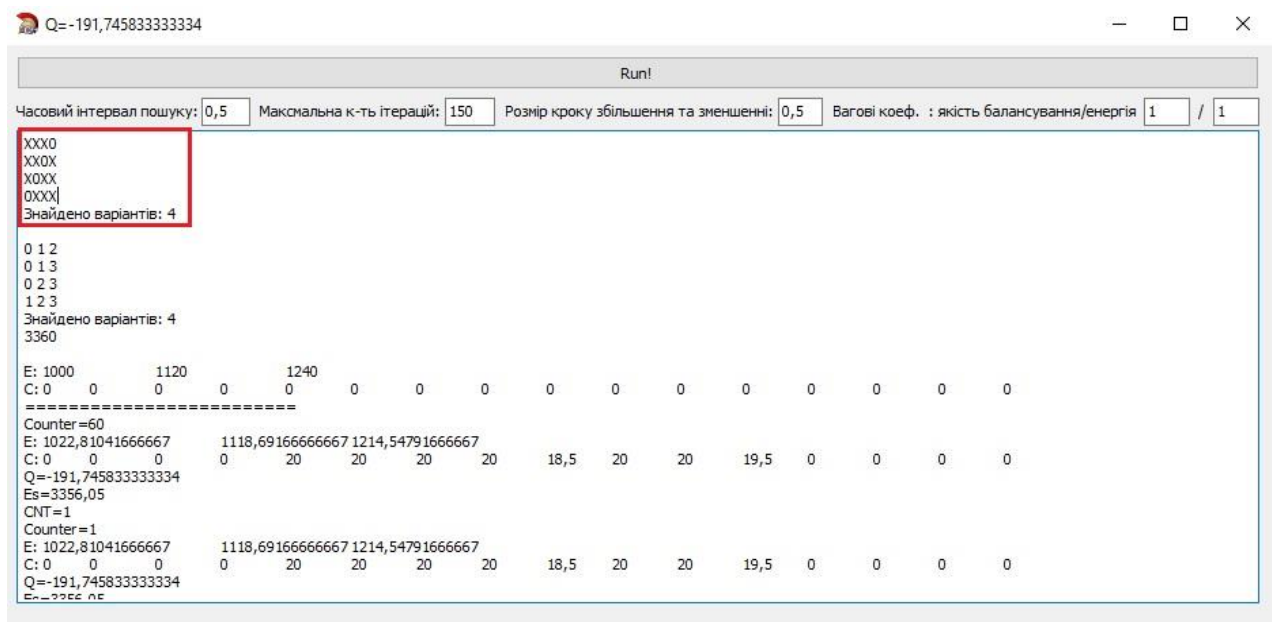 Q=-191,745833333334
Run!
Часовий інтервал пошуку: 0,5 Максмальна к-ть ітерацій: 150 Розмір кроку збільшення та зменшенні: 0,5 Вагові коеф. : якість балансування/енергія 1 / 1
XXX0
XX0X
X0XX
0XXX
Знайдено варіантів: 4
0 1 2
0 1 3
0 2 3
1 2 3
Знайдено варіантів: 4
3360
E: 1000 1120 1240
C: 0 0 0 0 0 0 0 0 0 0 0 0 0 0 0 0
=========================
Counter=60
E: 1022,81041666667 1118,69166666667 1214,54791666667
C: 0 0 0 0 20 20 20 20 18,5 20 20 19,5 0 0 0 0
Q=-191,745833333334
Es=3356,05
CNT=1
Counter=1
E: 1022,81041666667 1118,69166666667 1214,54791666667
C: 0 0 0 0 20 20 20 20 18,5 20 20 19,5 0 0 0 0
Q=-191,745833333334
Es=3356,05